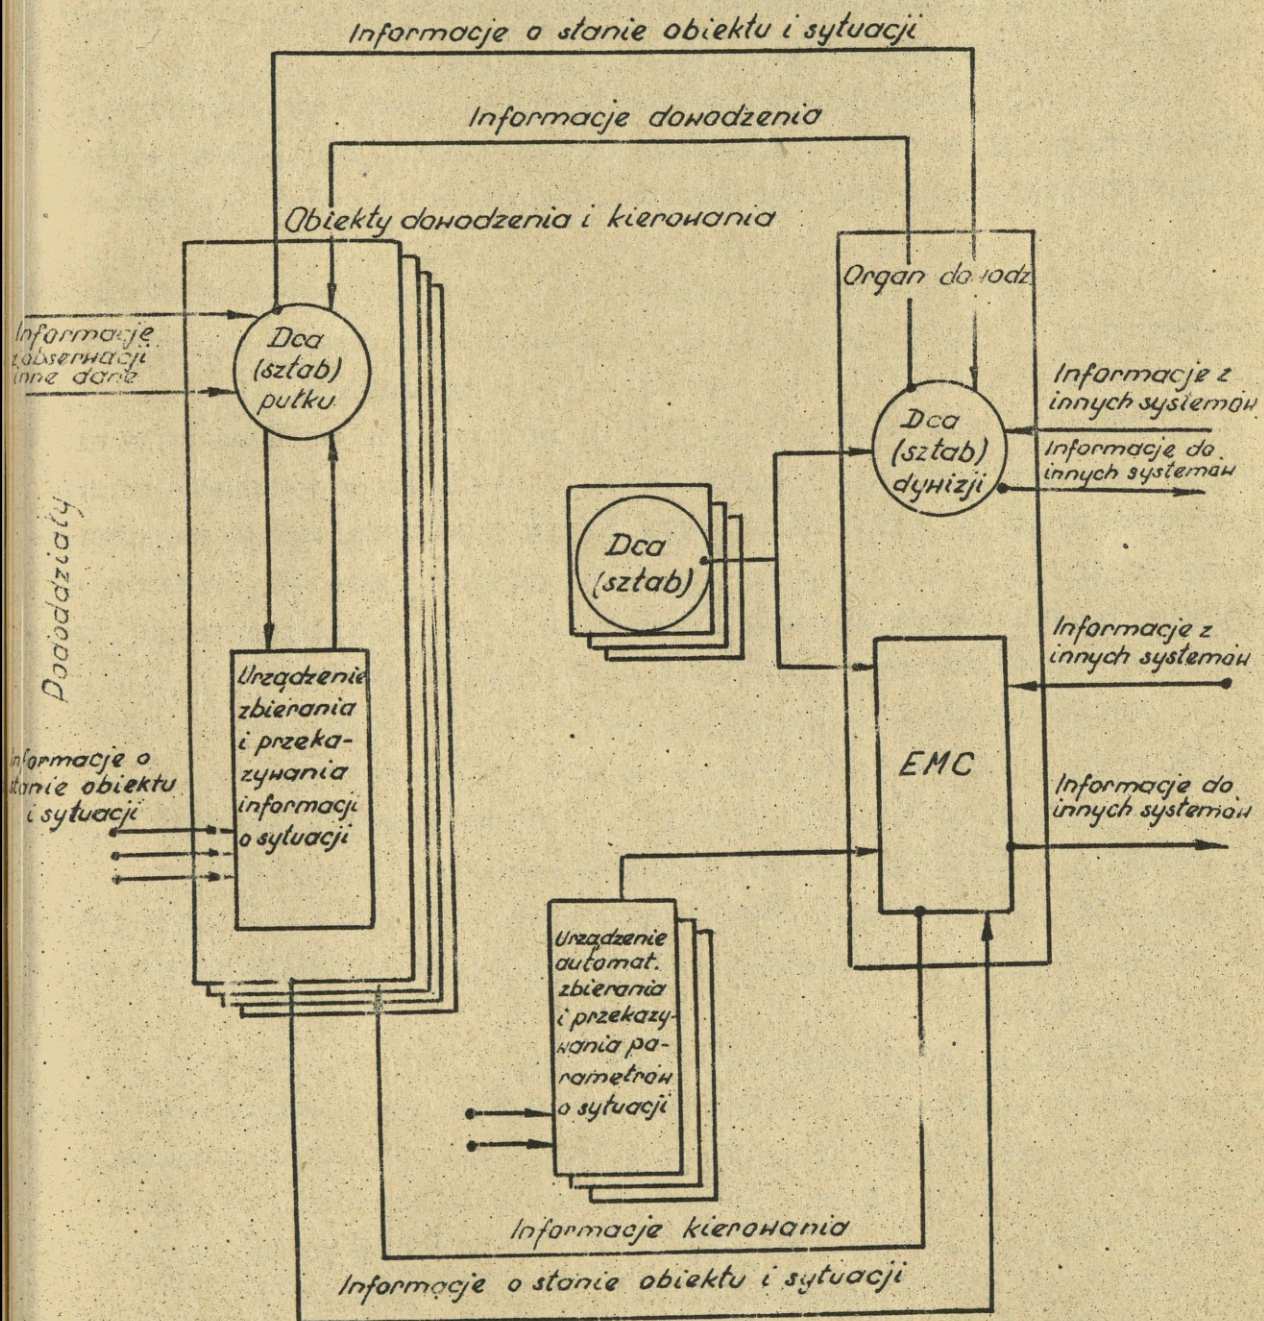 Informacje o stanie obiektu i sytuacji
Informacje dowodzenia
Obiekty dowodzenia i kierowania
Organ dowodz
Informacje
z obserwacji
inne dane
Dca
(sztab)
pułku
Dca
(sztab)
dywizji
Informacje z
innych systemów
Informacje do
innych systemów
Pododdziały
Dca
(sztab)
Urządzenie
zbierania
i przeka-
zywania
informacji
o sytuacji
Informacje z
innych systemów
EMC
Informacje o
stanie obiektu
i sytuacji
Informacje do
innych systemów
Urządzenie
automat.
zbierania
i przekazy-
wania pa-
rametrów
o sytuacji
Informacje kierowania
Informacje o stanie obiektu i sytuacji